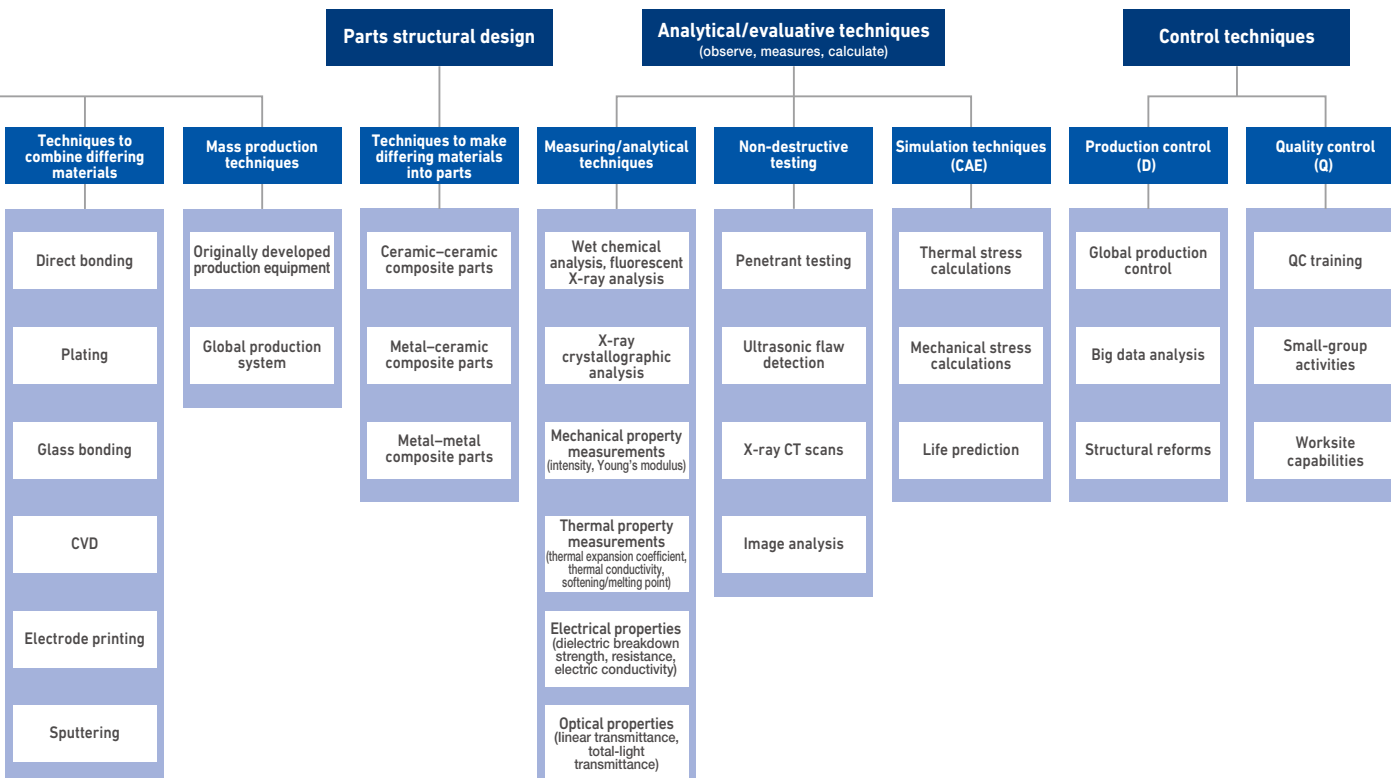 Parts structural design
Analytical/evaluative techniques
(observe, measures, calculate)
Control techniques
Techniques to
combine differing
materials
Mass production
techniques
Techniques to make
differing materials
into parts
Measuring/analytical
techniques
Non-destructive
testing
Simulation techniques
(CAE)
Production control
(D)
Quality control
(Q)
Direct bonding
Plating
Glass bonding
CVD
Electrode printing
Sputtering
Originally developed
production equipment
Global production
system
Ceramic–ceramic
composite parts
Metal–ceramic
composite parts
Metal–metal
composite parts
Wet chemical
analysis, fluorescent
X-ray analysis
X-ray
crystallographic
analysis
Mechanical property
measurements
(intensity, Young's modulus)
Thermal property
measurements
(thermal expansion coefficient,
thermal conductivity,
softening/melting point)
Electrical properties
(dielectric breakdown
strength, resistance,
electric conductivity)
Optical properties
(linear transmittance,
total-light
transmittance)
Penetrant testing
Ultrasonic flaw
detection
X-ray CT scans
Image analysis
Thermal stress
calculations
Mechanical stress
calculations
Life prediction
Global production
control
Big data analysis
Structural reforms
QC training
Small-group
activities
Worksite
capabilities